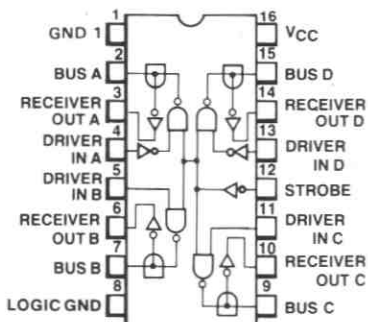 1
GND 1
2
BUS A
3
RECEIVER
OUT A
4
DRIVER
IN A
5
DRIVER
IN B
6
RECEIVER
OUT B
7
BUS B
8
LOGIC GND
16
VCC
15
BUS D
14
RECEIVER
OUT D
13
DRIVER
IN D
12
STROBE
11
DRIVER
IN C
10
RECEIVER
OUT C
9
BUS C